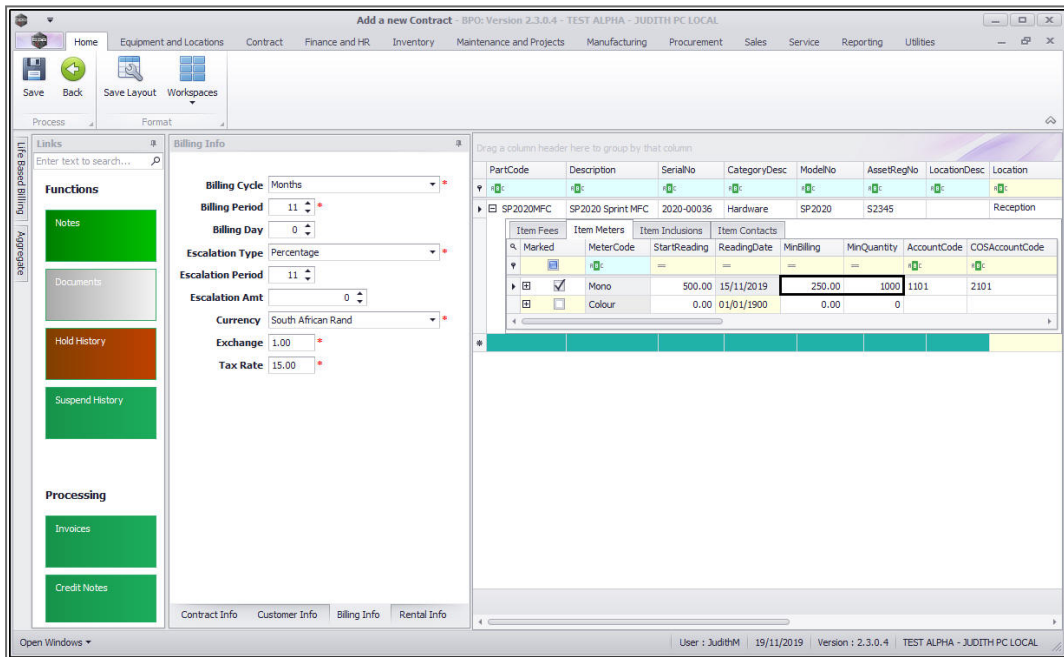 Add a new Contract - BPO: Version 2.3.0.4 - TEST ALPHA - JUDITH PC LOCAL
Home Equipment and Locations Contract Finance and HR Inventory Maintenance and Projects Manufacturing Procurement Sales Service Reporting Utilities
Save Back Save Layout Workspaces
Process Format
Life Based Billing
Aggregate
Links
Enter text to search...
Functions
Notes
Documents
Hold History
Suspend History
Processing
Invoices
Credit Notes
Billing Info
Billing Cycle Months *
Billing Period 11 *
Billing Day 0
Escalation Type Percentage *
Escalation Period 11
Escalation Amt 0
Currency South African Rand *
Exchange 1.00 *
Tax Rate 15.00 *
Contract Info Customer Info Billing Info Rental Info
Drag a column header here to group by that column
PartCode Description SerialNo CategoryDesc ModelNo AssetRegNo LocationDesc Location
SP2020MFC SP2020 Sprint MFC 2020-00036 Hardware SP2020 S2345 Reception
Item Fees Item Meters Item Inclusions Item Contacts
Marked MeterCode StartReading ReadingDate MinBilling MinQuantity AccountCode COSAccountCode
Mono 500.00 15/11/2019 250.00 1000 1101 2101
Colour 0.00 01/01/1900 0.00 0
Open Windows User : JudithM 19/11/2019 Version : 2.3.0.4 TEST ALPHA - JUDITH PC LOCAL